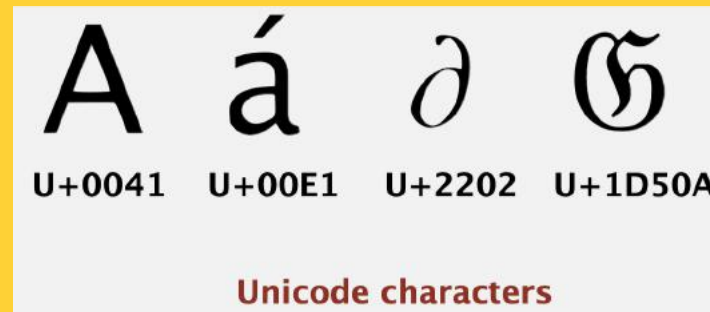 A á ∂ 𝔊
U+0041 U+00E1 U+2202 U+1D50A
Unicode characters